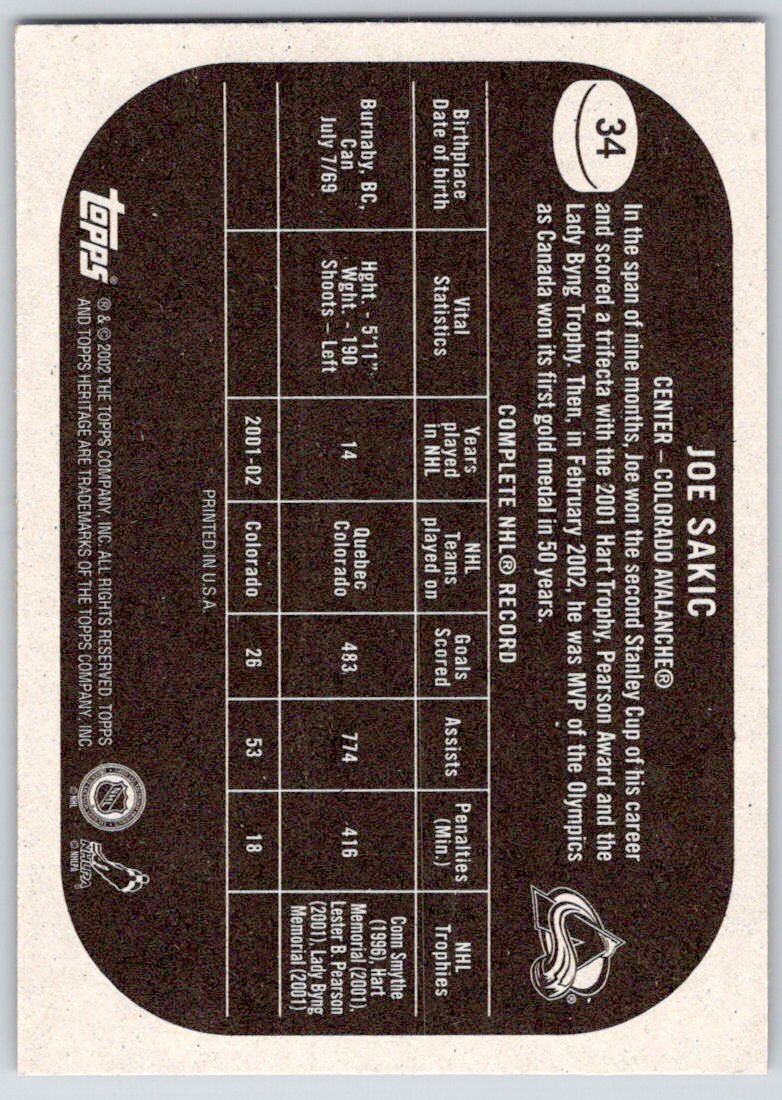 34
JOE SAKIC
CENTER – COLORADO AVALANCHE®
In the span of nine months, Joe won the second Stanley Cup of his career
and scored a trifecta with the 2001 Hart Trophy, Pearson Award and the
Lady Byng Trophy. Then, in February 2002, he was MVP of the Olympics
as Canada won its first gold medal in 50 years.
®
COMPLETE NHL® RECORD
Birthplace
Date of birth
Vital
Statistics
Years
played
in NHL
NHL
Teams
played on
Goals
Scored
Assists
Penalties
(Min.)
NHL
Trophies
Burnaby, BC,
Can
July 7/69
Hght. - 5'11"
Wght. - 190
Shoots – Left
14
Quebec
Colorado
483
774
416
Conn Smythe
(1996), Hart
Memorial (2001),
Lester B Pearson
(2001), Lady Byng
Memorial (2001)
2001-02
Colorado
26
53
18
PRINTED IN U.S.A.
topps®
® & © 2002 THE TOPPS COMPANY, INC. ALL RIGHTS RESERVED. TOPPS
AND TOPPS HERITAGE ARE TRADEMARKS OF THE TOPPS COMPANY, INC.
NHL
© NHL
NHLPA
© NHLPA